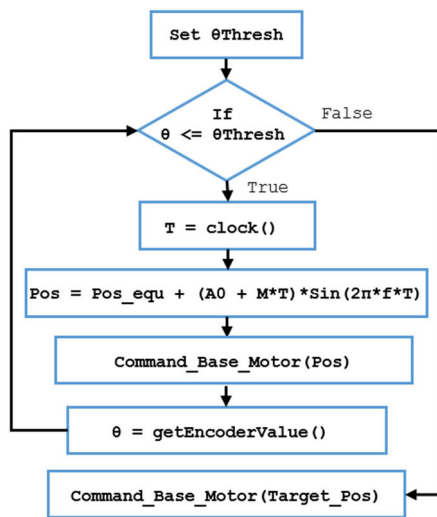 Set θThresh
If
θ <= θThresh
False
True
T = clock()
Pos = Pos_equ + (A0 + M*T)*Sin(2π*f*T)
Command_Base_Motor(Pos)
θ = getEncoderValue()
Command_Base_Motor(Target_Pos)